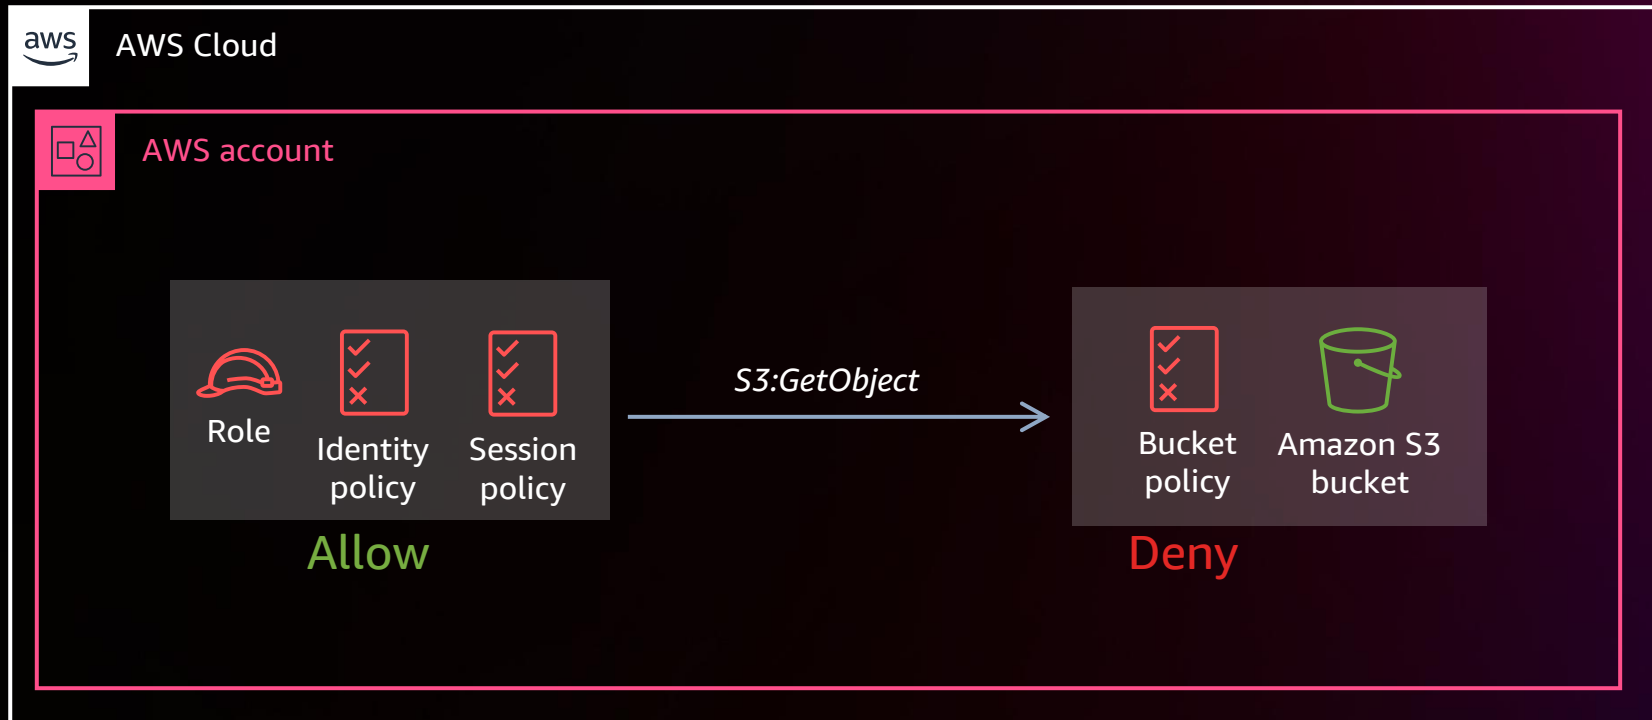 aws
AWS Cloud
AWS account
Role
Identity
policy
Session
policy
Allow
S3:GetObject
Bucket
policy
Amazon S3
bucket
Deny